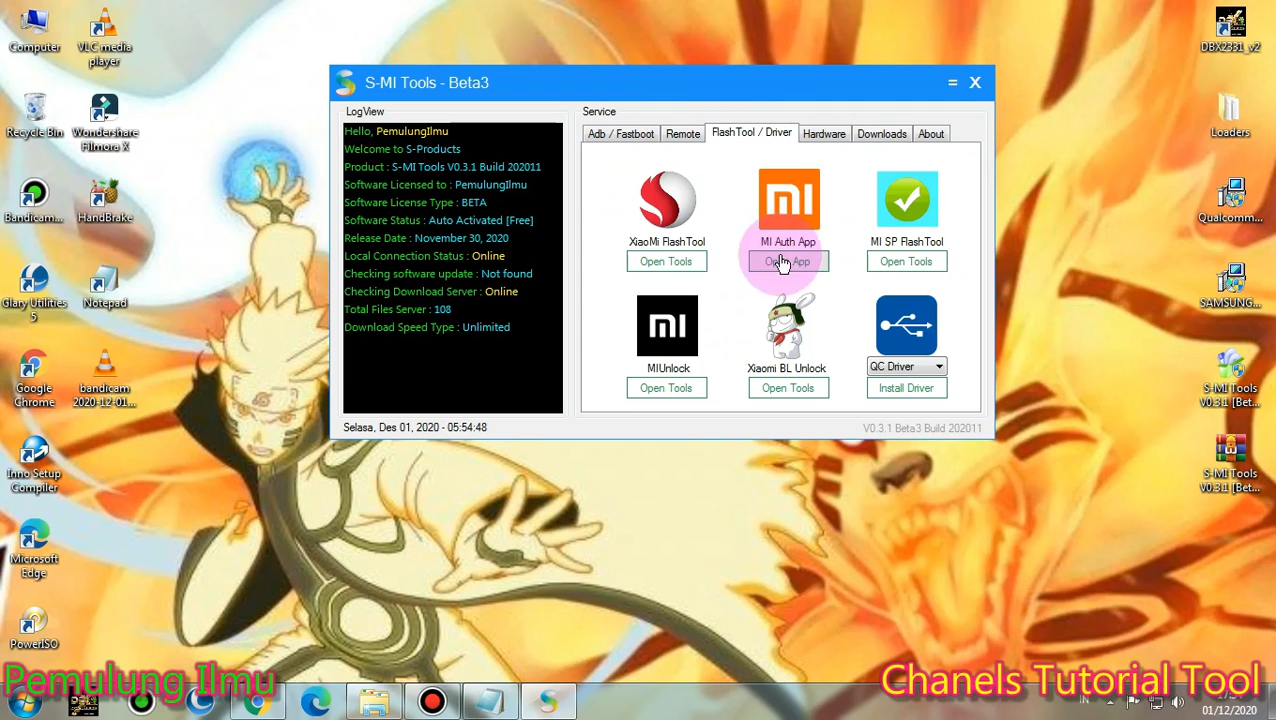 Computer
VLC media
player
Recycle Bin
Wondershare
Filmora X
Bandicam...
HandBrake
Glary Utilities
5
Notepad
Google
Chrome
bandicam
2020-12-01...
Inno Setup
Compiler
Microsoft
Edge
PowerISO
S-MI Tools - Beta3
= X
LogView
Hello, PemulungIlmu
Welcome to S-Products
Product : S-MI Tools V0.3.1 Build 202011
Software Licensed to : PemulungIlmu
Software License Type : BETA
Software Status : Auto Activated [Free]
Release Date : November 30, 2020
Local Connection Status : Online
Checking software update : Not found
Checking Download Server : Online
Total Files Server : 108
Download Speed Type : Unlimited
Selasa, Des 01, 2020 - 05:54:48
Service
Adb / Fastboot Remote FlashTool / Driver Hardware Downloads About
MI
XiaoMi FlashTool MI Auth App MI SP FlashTool
Open Tools Open App Open Tools
MI
MIUnlock Xiaomi BL Unlock QC Driver
Open Tools Open Tools Install Driver
V0.3.1 Beta3 Build 202011
DBX2331_v2
Loaders
Qualcomm...
SAMSUNG...
S-MI Tools
V0.3.1 [Bet...
S-MI Tools
V0.3.1 [Bet...
Pemulung Ilmu
Chanels Tutorial Tool
IN
01/12/2020